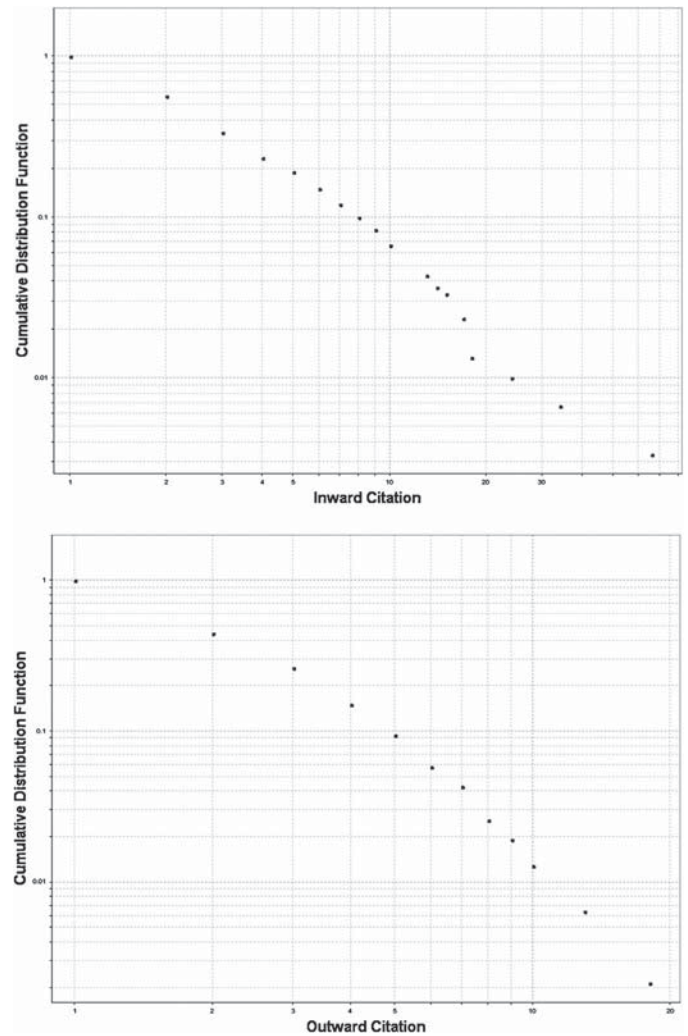 Cumulative Distribution Function
1
0.1
0.01
1 2 3 4 5 10 20 30
Inward Citation
Cumulative Distribution Function
1
0.1
0.01
1 2 3 4 5 10 20
Outward Citation